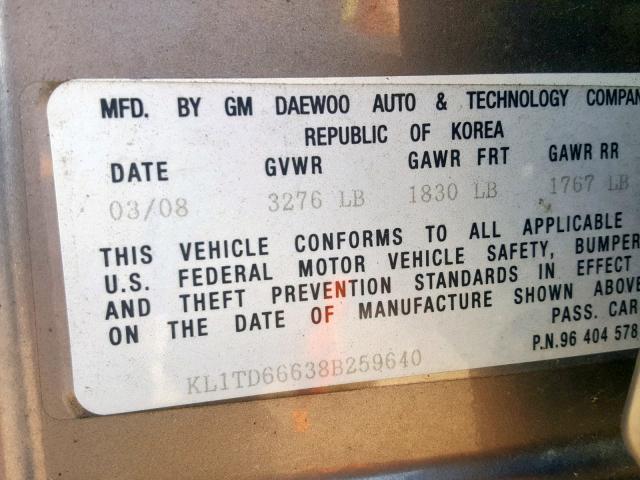 MFD. BY GM DAEWOO AUTO & TECHNOLOGY COMPAN
REPUBLIC OF KOREA
DATE GVWR GAWR FRT GAWR RR
03/08 3276 LB 1830 LB 1767 LB
THIS VEHICLE CONFORMS TO ALL APPLICABLE
U.S. FEDERAL MOTOR VEHICLE SAFETY, BUMPER
AND THEFT PREVENTION STANDARDS IN EFFECT
ON THE DATE OF MANUFACTURE SHOWN ABOVE
PASS. CAR
P.N.96 404 578
KL1TD66638B259640